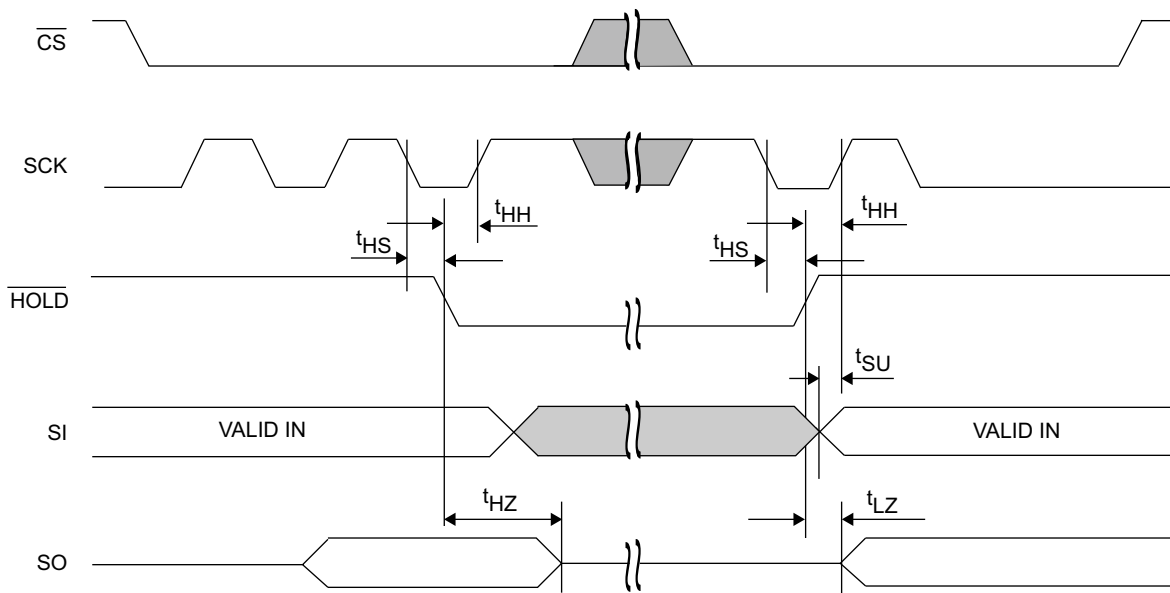 CS
SCK
tHH
tHH
tHS
tHS
HOLD
tSU
SI
VALID IN
VALID IN
tHZ
tLZ
SO